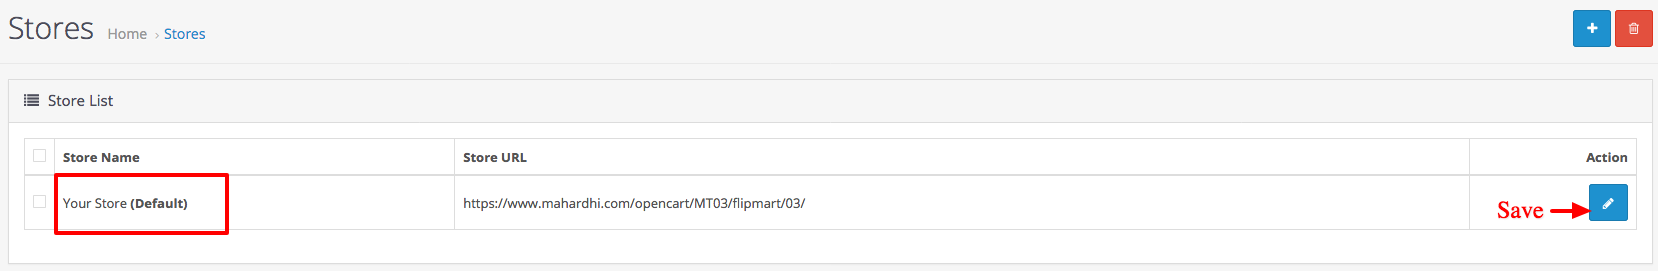 Stores Home › Stores
Store List
Store Name Store URL Action
Your Store (Default) https://www.mahardhi.com/opencart/MT03/flipmart/03/
Save